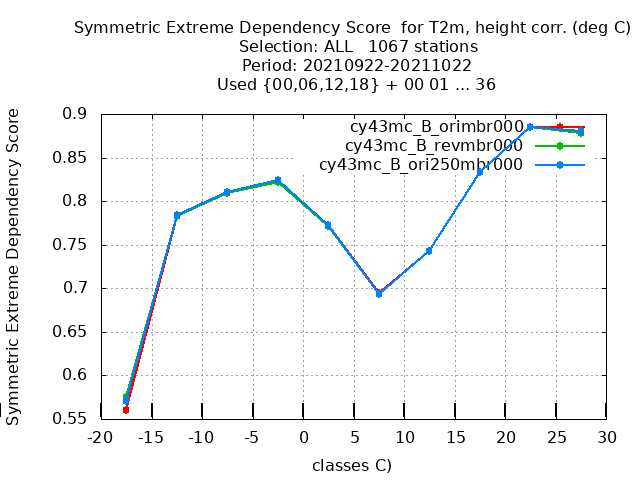 Symmetric Extreme Dependency Score  for T2m, height corr. (deg C)
Selection: ALL   1067 stations
Period: 20210922-20211022
Used {00,06,12,18} + 00 01 ... 36
Symmetric Extreme Dependency Score
0.9
0.85
0.8
0.75
0.7
0.65
0.6
0.55
cy43mc_B_orimbr000
cy43mc_B_revmbr000
cy43mc_B_ori250mbr000
-20 -15 -10 -5 0 5 10 15 20 25 30
classes C)